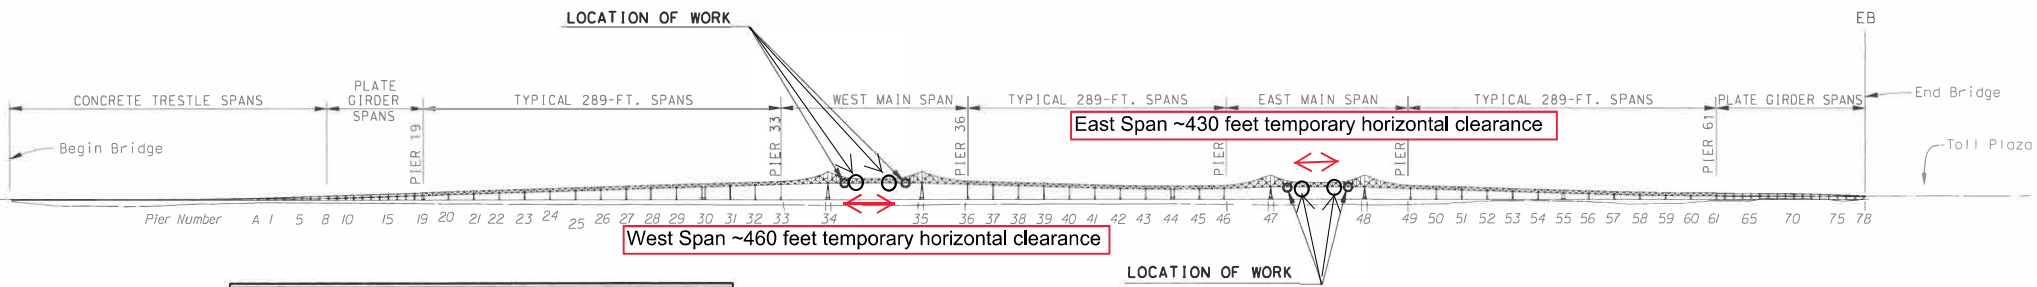 LOCATION OF WORK
EB
CONCRETE TRESTLE SPANS
PLATE
GIRDER
SPANS
TYPICAL 289-FT. SPANS
WEST MAIN SPAN
TYPICAL 289-FT. SPANS
EAST MAIN SPAN
TYPICAL 289-FT. SPANS
PLATE GIRDER SPANS
End Bridge
East Span ~430 feet temporary horizontal clearance
Begin Bridge
PIER 19
PIER 33
PIER 36
PIER 46
PIER 49
PIER 61
Toll Plaza
Pier Number A 1 5 8 10 15 19 20 21 22 23 24 25 26 27 28 29 30 31 32 33 34 35 36 37 38 39 40 41 42 43 44 45 46 47 48 49 50 51 52 53 54 55 56 57 58 59 60 61 65 70 75 78
West Span ~460 feet temporary horizontal clearance
LOCATION OF WORK